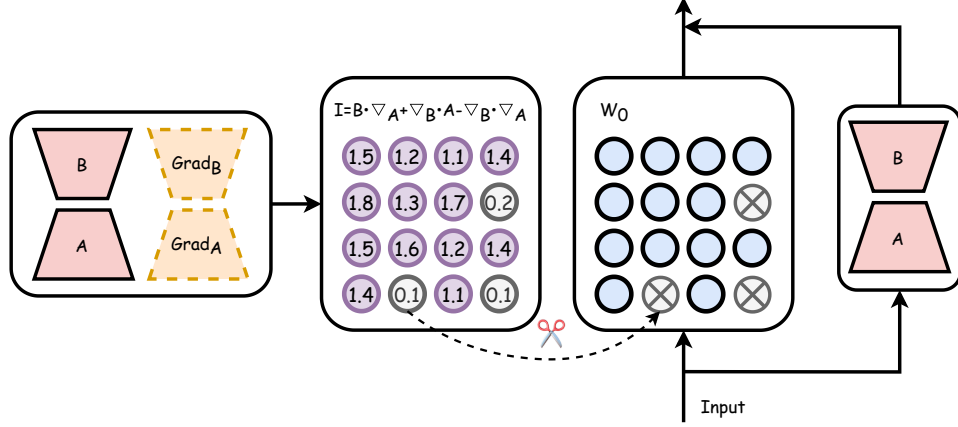 B
Grad_B
A
Grad_A
I=B·▽_A+▽_B·A-▽_B·▽_A
1.5 1.2 1.1 1.4
1.8 1.3 1.7 0.2
1.5 1.6 1.2 1.4
1.4 0.1 1.1 0.1
W_0
B
A
Input